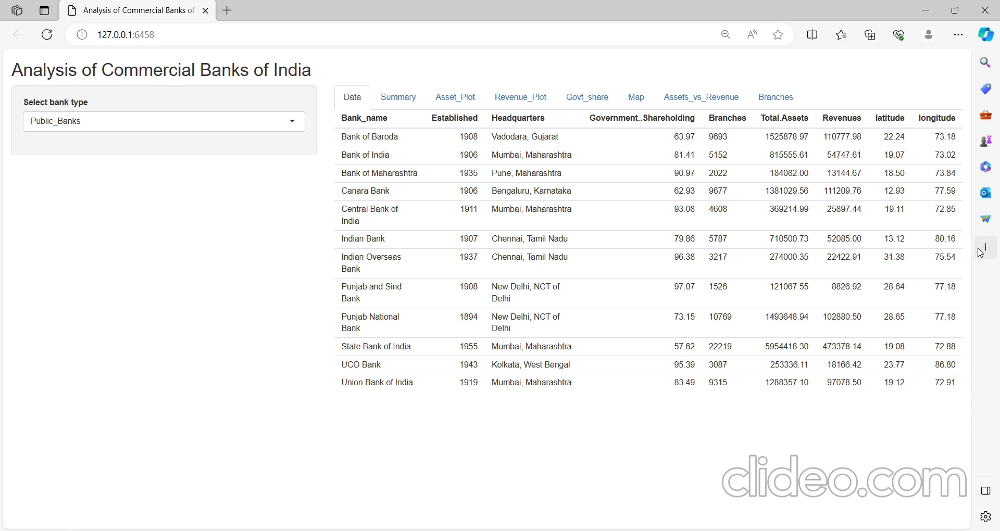 Analysis of Commercial Banks of
127.0.0.1:6458
Analysis of Commercial Banks of India
Select bank type
Public_Banks
Data Summary Asset_Plot Revenue_Plot Govt_share Map Assets_vs_Revenue Branches
Bank_name Established Headquarters Government..Shareholding Branches Total.Assets Revenues latitude longitude
Bank of Baroda 1908 Vadodara, Gujarat 63.97 9693 1525878.97 110777.98 22.24 73.18
Bank of India 1906 Mumbai, Maharashtra 81.41 5152 815555.61 54747.61 19.07 73.02
Bank of Maharashtra 1935 Pune, Maharashtra 90.97 2022 184082.00 13144.67 18.50 73.84
Canara Bank 1906 Bengaluru, Karnataka 62.93 9677 1381029.56 111209.76 12.93 77.59
Central Bank of 1911 Mumbai, Maharashtra 93.08 4608 369214.99 25897.44 19.11 72.85
India
Indian Bank 1907 Chennai, Tamil Nadu 79.86 5787 710500.73 52085.00 13.12 80.16
Indian Overseas 1937 Chennai, Tamil Nadu 96.38 3217 274000.35 22422.91 31.38 75.54
Bank
Punjab and Sind 1908 New Delhi, NCT of 97.07 1526 121067.55 8826.92 28.64 77.18
Bank Delhi
Punjab National 1894 New Delhi, NCT of 73.15 10769 1493648.94 102880.50 28.65 77.18
Bank Delhi
State Bank of India 1955 Mumbai, Maharashtra 57.62 22219 5954418.30 473378.14 19.08 72.88
UCO Bank 1943 Kolkata, West Bengal 95.39 3087 253336.11 18166.42 23.77 86.80
Union Bank of India 1919 Mumbai, Maharashtra 83.49 9315 1288357.10 97078.50 19.12 72.91
clideo.com